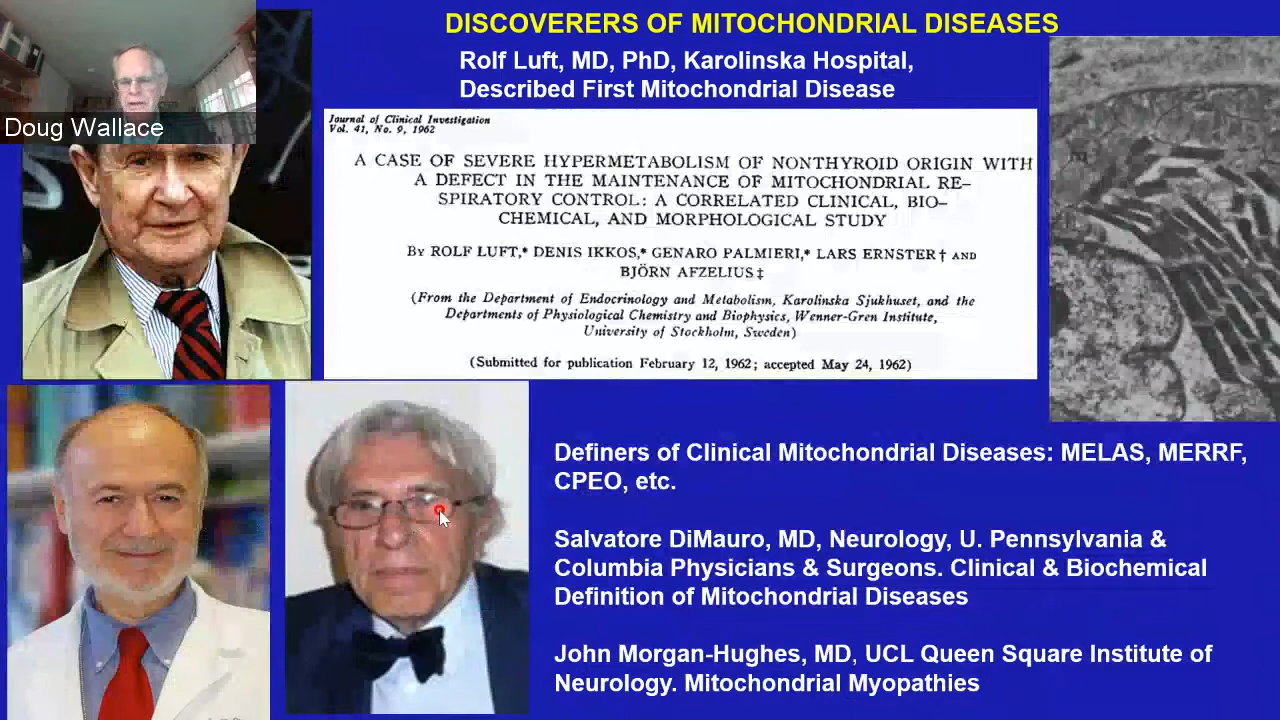 DISCOVERERS OF MITOCHONDRIAL DISEASES
Rolf Luft, MD, PhD, Karolinska Hospital,
Described First Mitochondrial Disease
Doug Wallace
Journal of Clinical Investigation
Vol. 41, No. 9, 1962
A CASE OF SEVERE HYPERMETABOLISM OF NONTHYROID ORIGIN WITH
A DEFECT IN THE MAINTENANCE OF MITOCHONDRIAL RE–
SPIRATORY CONTROL: A CORRELATED CLINICAL, BIO–
CHEMICAL, AND MORPHOLOGICAL STUDY
By ROLF LUFT,* DENIS IKKOS,* GENARO PALMIERI,* LARS ERNSTER† AND
BJÖRN AFZELIUS‡
(From the Department of Endocrinology and Metabolism, Karolinska Sjukhuset, and the
Departments of Physiological Chemistry and Biophysics, Wenner-Gren Institute,
University of Stockholm, Sweden)
(Submitted for publication February 12, 1962; accepted May 24, 1962)
Definers of Clinical Mitochondrial Diseases: MELAS, MERRF,
CPEO, etc.
Salvatore DiMauro, MD, Neurology, U. Pennsylvania &
Columbia Physicians & Surgeons. Clinical & Biochemical
Definition of Mitochondrial Diseases
John Morgan-Hughes, MD, UCL Queen Square Institute of
Neurology. Mitochondrial Myopathies